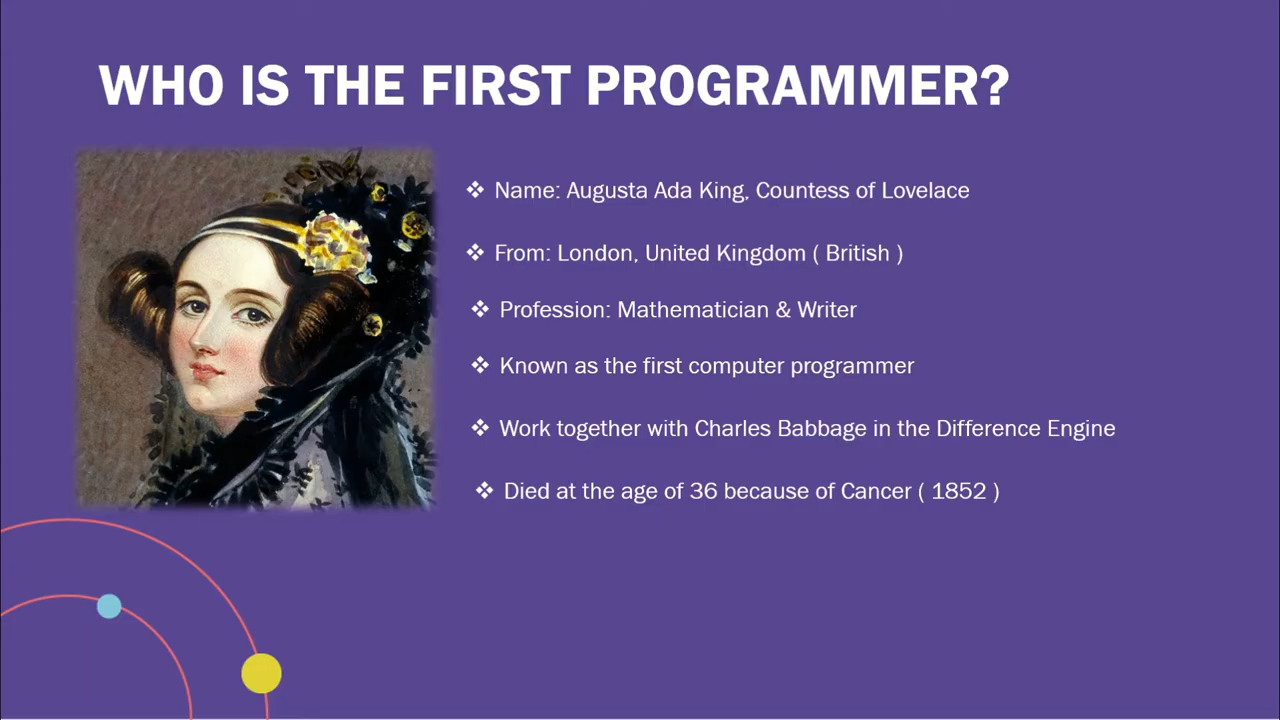 WHO IS THE FIRST PROGRAMMER?
❖ Name: Augusta Ada King, Countess of Lovelace
❖ From: London, United Kingdom ( British )
❖ Profession: Mathematician & Writer
❖ Known as the first computer programmer
❖ Work together with Charles Babbage in the Difference Engine
❖ Died at the age of 36 because of Cancer ( 1852 )